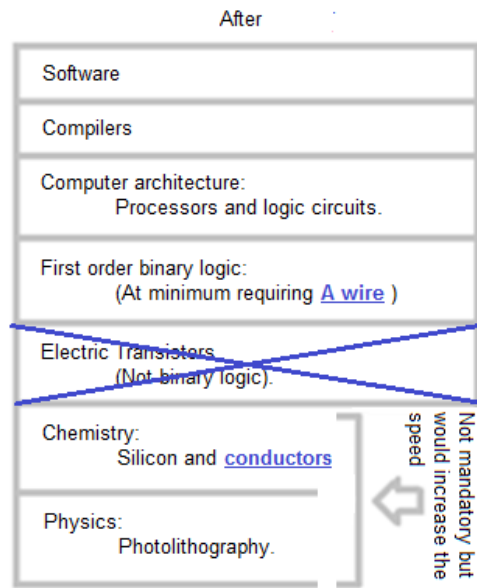 After
Software
Compilers
Computer architecture:
Processors and logic circuits.
First order binary logic:
(At minimum requiring A wire )
Electric Transistors
(Not binary logic).
Chemistry:
Silicon and conductors
Physics:
Photolithography.
Not mandatory but
would increase the
speed